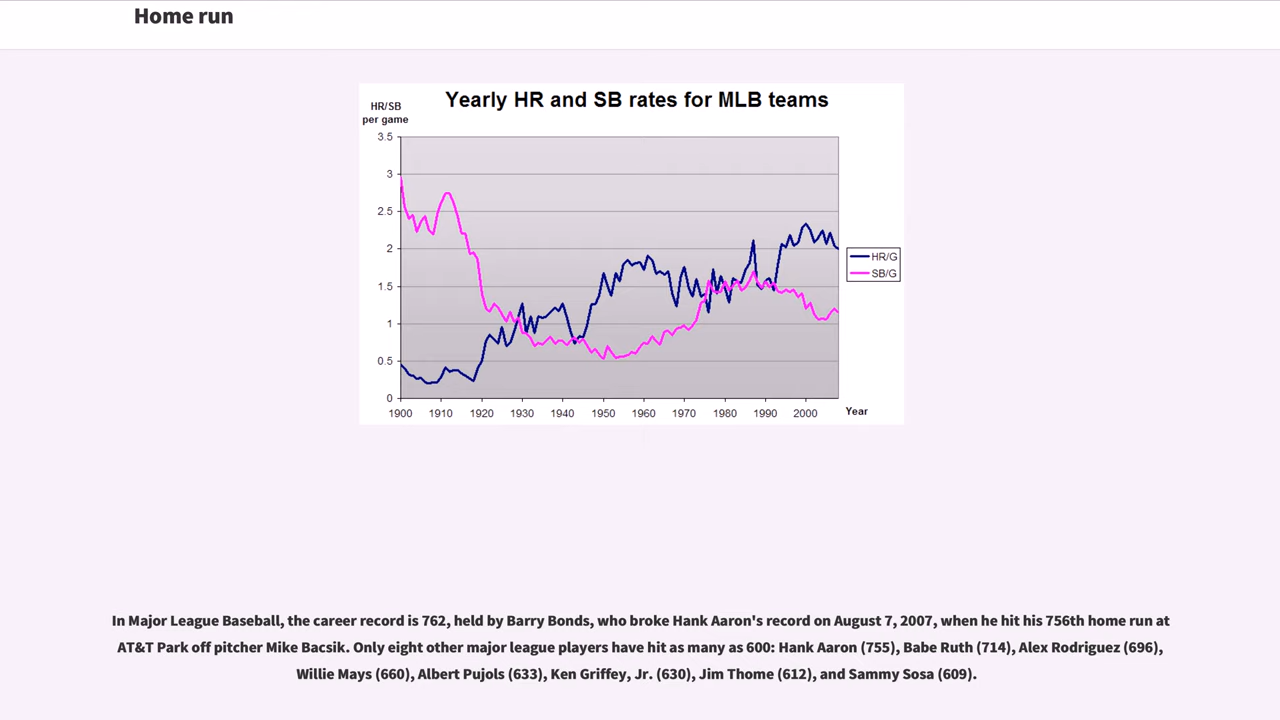 Home run
Yearly HR and SB rates for MLB teams
HR/SB
per game
3.5
3
2.5
2
1.5
1
0.5
0
1900 1910 1920 1930 1940 1950 1960 1970 1980 1990 2000
Year
HR/G
SB/G
In Major League Baseball, the career record is 762, held by Barry Bonds, who broke Hank Aaron's record on August 7, 2007, when he hit his 756th home run at
AT&T Park off pitcher Mike Bacsik. Only eight other major league players have hit as many as 600: Hank Aaron (755), Babe Ruth (714), Alex Rodriguez (696),
Willie Mays (660), Albert Pujols (633), Ken Griffey, Jr. (630), Jim Thome (612), and Sammy Sosa (609).